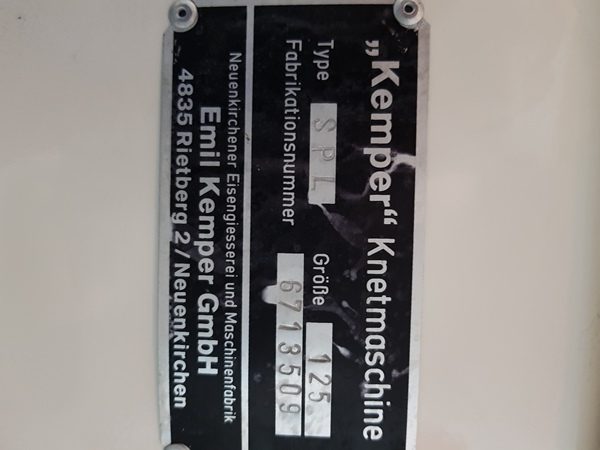 „Kemper“ Knetmaschine
Type SPL Größe 125
Fabrikationsnummer 6713509
Neuenkirchener Eisengiesserei und Maschinenfabrik
Emil Kemper GmbH
4835 Rietberg 2/Neuenkirchen